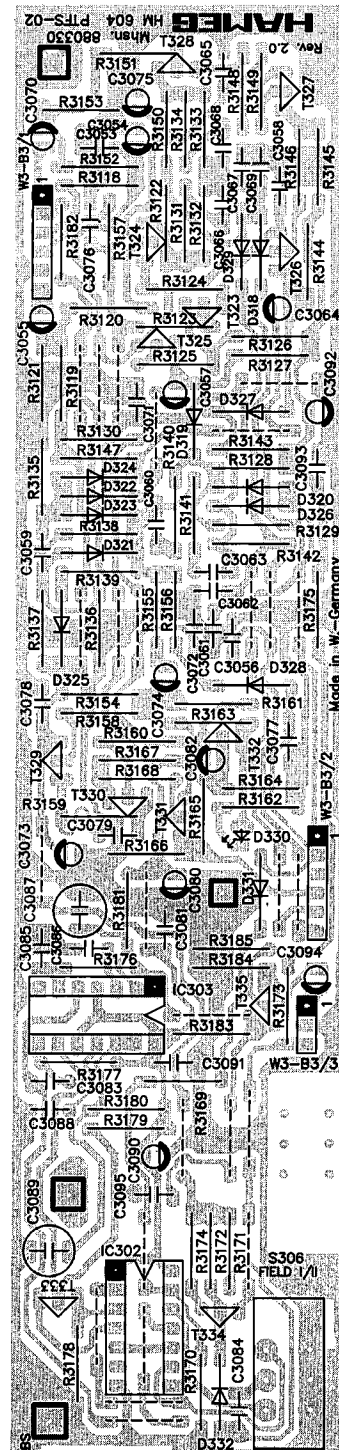 HAMEG
HM 604 PTFS-02
Mhsn. 880330
Rev. 2.0
T328
R3151
C3065
C3075
R3148
R3149
T327
C3070
R3153
C3054
C3053
R3150
R3134
R3133
C3068
C3058
R3146
R3145
W3-B3/1
R3152
R3118
1
R3122
C3067
C3069
R3182
R3157
T324
R3131
R3132
C3066
D329
T326
R3144
C3076
R3124
T323
D318
C3055
R3120
R3123
C3064
T325
R3126
R3125
R3127
C3092
R3121
R3119
C3057
D327
C3071
R3130
R3140
D319
R3143
R3147
R3128
C3093
R3135
D324
D322
C3060
D320
D323
R3141
D326
R3138
R3129
C3059
D321
R3142
C3063
R3139
Made in W.-Germany
R3137
R3136
R3155
R3156
C3062
R3175
C3072
C3061
D325
C3056
D328
C3078
R3154
C3074
R3161
R3158
R3163
R3160
C3082
T332
C3077
T329
R3167
R3168
R3164
W3-B3/2
R3159
T330
T331
R3165
R3162
C3079
C3073
D330
1
R3166
C3087
C3080
D331
R3181
C3085
C3086
C3081
R3185
C3094
R3176
R3184
IC303
T335
R3173
1
R3183
W3-B3/3
C3091
R3177
C3083
R3169
R3180
C3088
R3179
C3090
C3089
C3095
IC302
R3174
R3172
R3171
S306
FIELD I/II
T333
T334
R3178
R3170
C3084
BS
D332